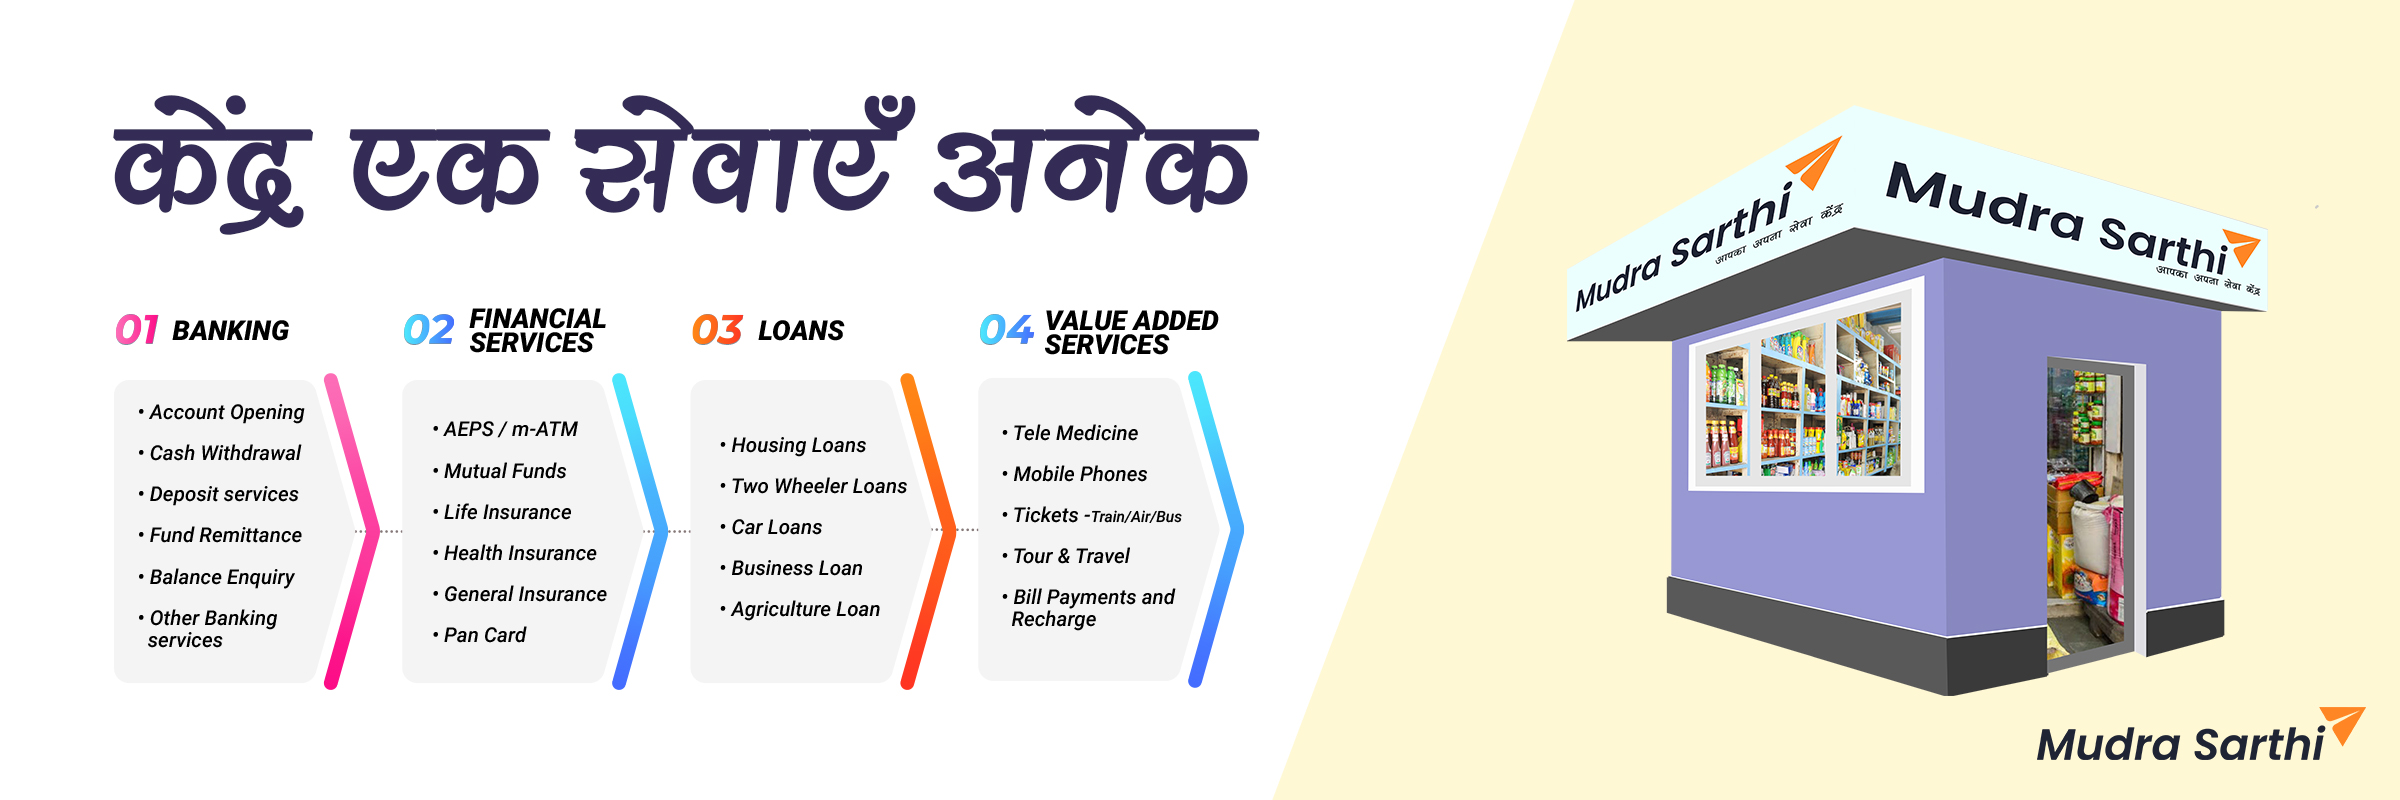 केंद्र एक सेवाएँ अनेक
01 BANKING
• Account Opening
• Cash Withdrawal
• Deposit services
• Fund Remittance
• Balance Enquiry
• Other Banking
services
02 FINANCIAL
SERVICES
• AEPS / m-ATM
• Mutual Funds
• Life Insurance
• Health Insurance
• General Insurance
• Pan Card
03 LOANS
• Housing Loans
• Two Wheeler Loans
• Car Loans
• Business Loan
• Agriculture Loan
04 VALUE ADDED
SERVICES
• Tele Medicine
• Mobile Phones
• Tickets -Train/Air/Bus
• Tour & Travel
• Bill Payments and
Recharge
Mudra Sarthi
आपका अपना सेवा केंद्र
Mudra Sarthi
आपका अपना सेवा केंद्र
Mudra Sarthi